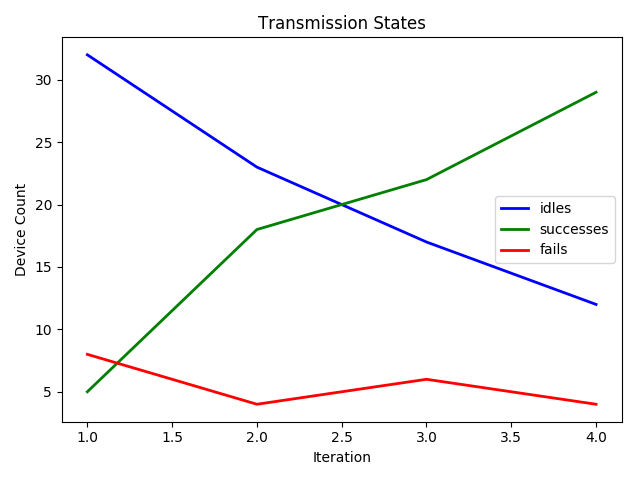 Transmission States
Device Count
30
25
20
15
10
5
idles
successes
fails
1.0 1.5 2.0 2.5 3.0 3.5 4.0
Iteration